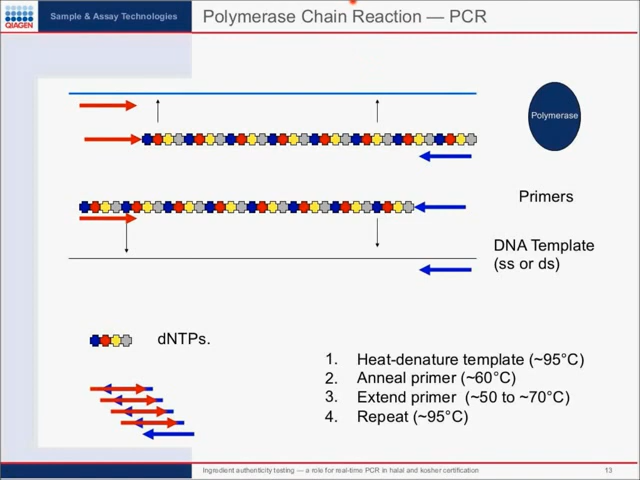 QIAGEN
Sample & Assay Technologies
Polymerase Chain Reaction — PCR
Polymerase
Primers
DNA Template
(ss or ds)
dNTPs.
1. Heat-denature template (~95°C)
2. Anneal primer (~60°C)
3. Extend primer (~50 to ~70°C)
4. Repeat (~95°C)
Ingredient authenticity testing — a role for real-time PCR in halal and kosher certification
13